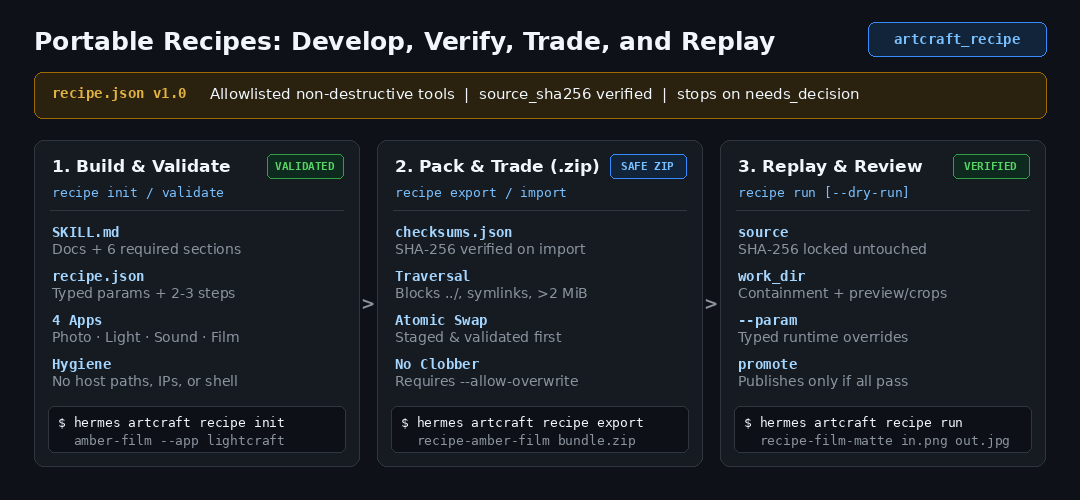 Portable Recipes: Develop, Verify, Trade, and Replay
artcraft_recipe
recipe.json v1.0 Allowlisted non-destructive tools | source_sha256 verified | stops on needs_decision
1. Build & Validate
VALIDATED
recipe init / validate
SKILL.md
Docs + 6 required sections
recipe.json
Typed params + 2-3 steps
4 Apps
Photo · Light · Sound · Film
Hygiene
No host paths, IPs, or shell
$ hermes artcraft recipe init
amber-film --app lightcraft
>
2. Pack & Trade (.zip)
SAFE ZIP
recipe export / import
checksums.json
SHA-256 verified on import
Traversal
Blocks ../, symlinks, >2 MiB
Atomic Swap
Staged & validated first
No Clobber
Requires --allow-overwrite
$ hermes artcraft recipe export
recipe-amber-film bundle.zip
>
3. Replay & Review
VERIFIED
recipe run [--dry-run]
source
SHA-256 locked untouched
work_dir
Containment + preview/crops
--param
Typed runtime overrides
promote
Publishes only if all pass
$ hermes artcraft recipe run
recipe-film-matte in.png out.jpg